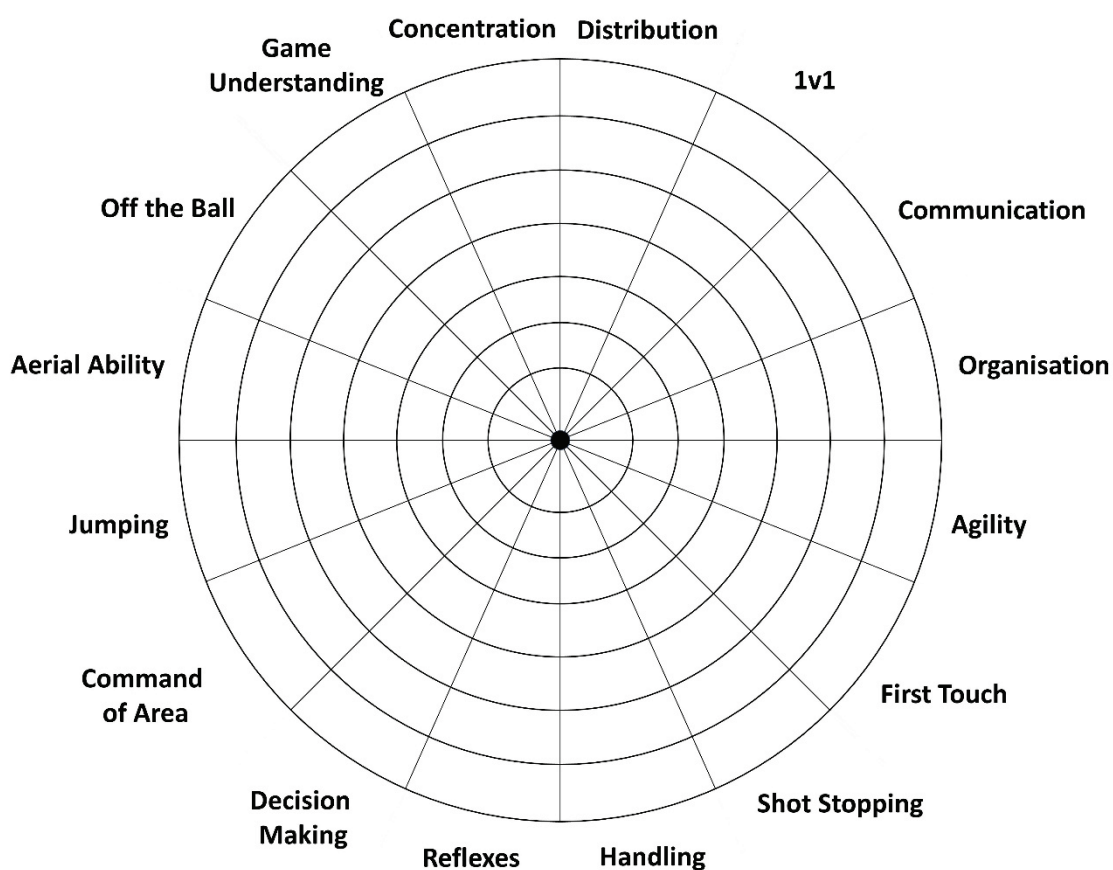 Concentration
Distribution
1v1
Communication
Organisation
Agility
First Touch
Shot Stopping
Handling
Reflexes
Decision
Making
Command
of Area
Jumping
Aerial Ability
Off the Ball
Game
Understanding